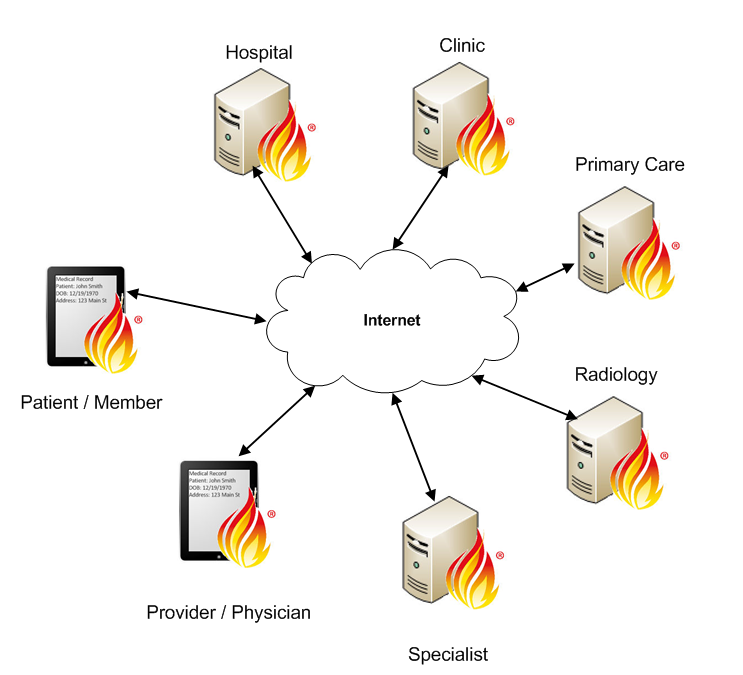 Hospital
Clinic
Primary Care
Medical Record
Patient: John Smith
DOB: 12/19/1970
Address: 123 Main St
Internet
Patient / Member
Radiology
Medical Record
Patient: John Smith
DOB: 12/19/1970
Address: 123 Main St
Provider / Physician
Specialist
®
®
®
®
®
®
®